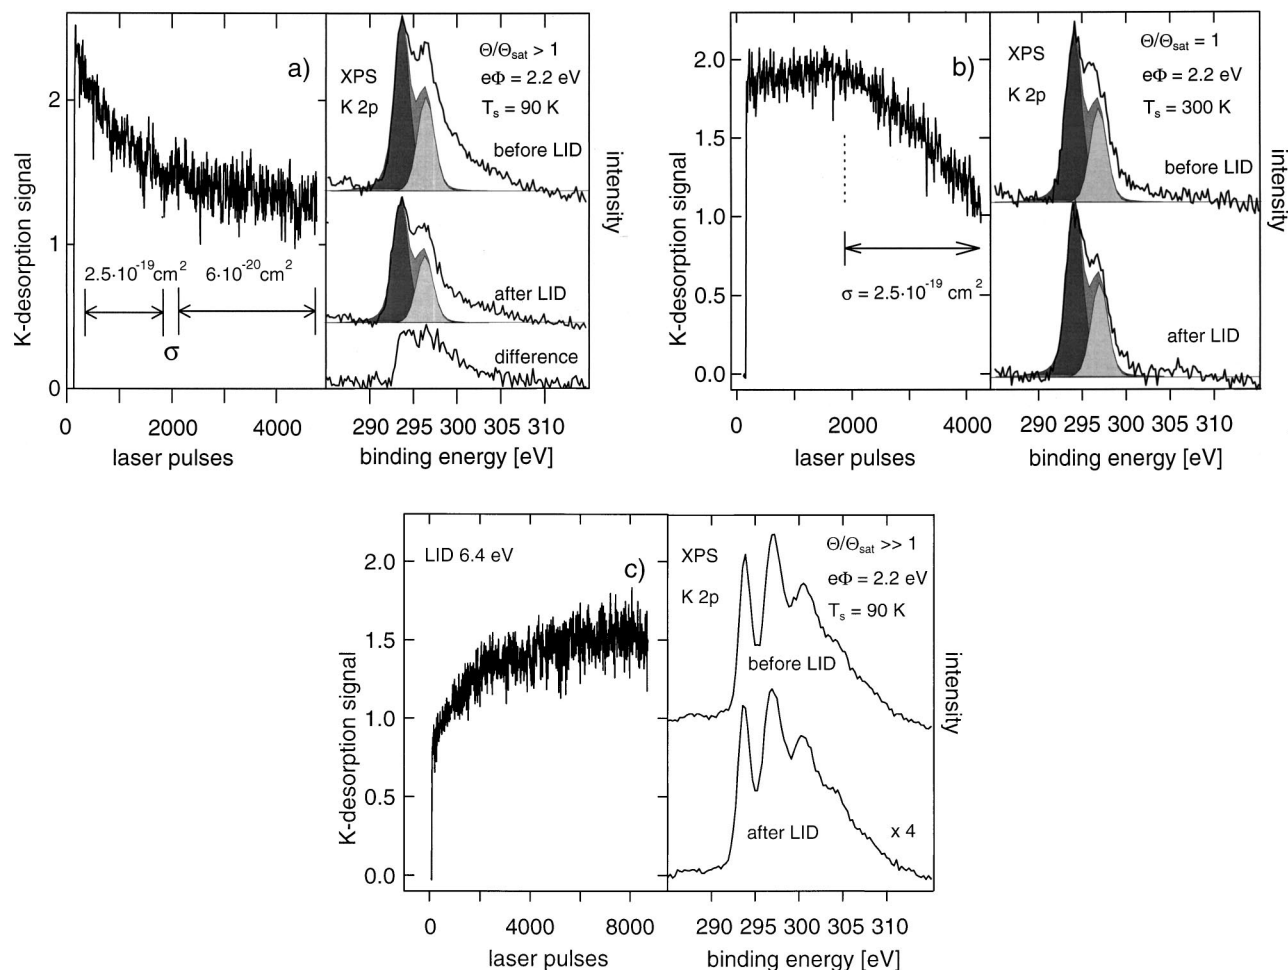 a)
XPS
K 2p
Θ/Θsat > 1
eΦ = 2.2 eV
Ts = 90 K
before LID
after LID
difference
K-desorption signal
2
1
0
2.5·10-19cm2
6·10-20cm2
σ
intensity
0 2000 4000
laser pulses
290 295 300 305 310
binding energy [eV]
b)
XPS
K 2p
Θ/Θsat = 1
eΦ = 2.2 eV
Ts = 300 K
before LID
after LID
K-desorption signal
2.0
1.5
1.0
0.5
0.0
σ = 2.5·10-19 cm2
intensity
0 2000 4000
laser pulses
290 295 300 305 310
binding energy [eV]
LID 6.4 eV
c)
XPS
K 2p
Θ/Θsat >> 1
eΦ = 2.2 eV
Ts = 90 K
before LID
after LID
x 4
K-desorption signal
2.0
1.5
1.0
0.5
0.0
intensity
0 4000 8000
laser pulses
290 295 300 305 310
binding energy [eV]